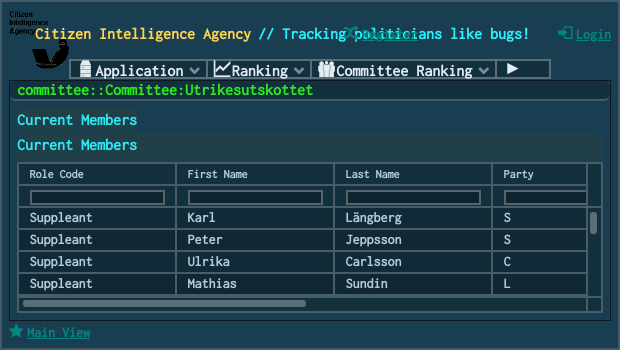 Citizen
Intelligence
Agency
Citizen Intelligence Agency // Tracking politicians like bugs!
Register
Login
Application
Ranking
Committee Ranking
committee::Committee:Utrikesutskottet
Current Members
Current Members
Role Code First Name Last Name Party
Suppleant Karl Långberg S
Suppleant Peter Jeppsson S
Suppleant Ulrika Carlsson C
Suppleant Mathias Sundin L
Main View